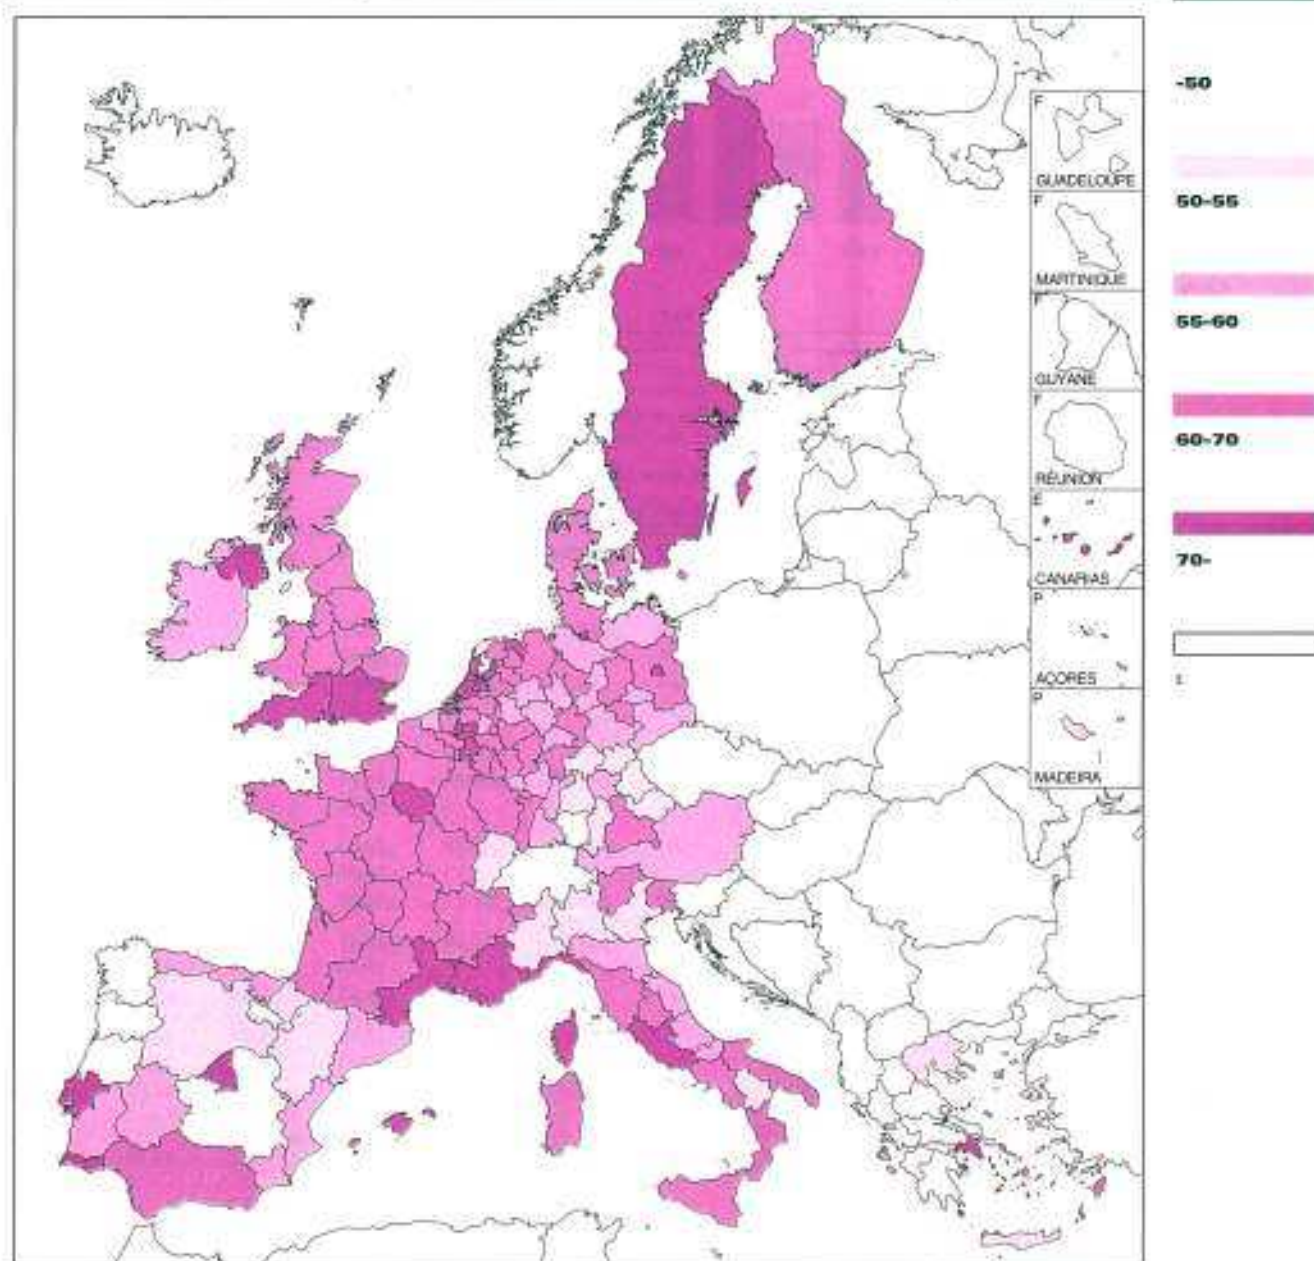 F
GUADELOUPE
F
MARTINIQUE
F
GUYANE
F
RÉUNION
E
CANARIAS
P
AÇORES
P
MADEIRA
-50
50-55
55-60
60-70
70-